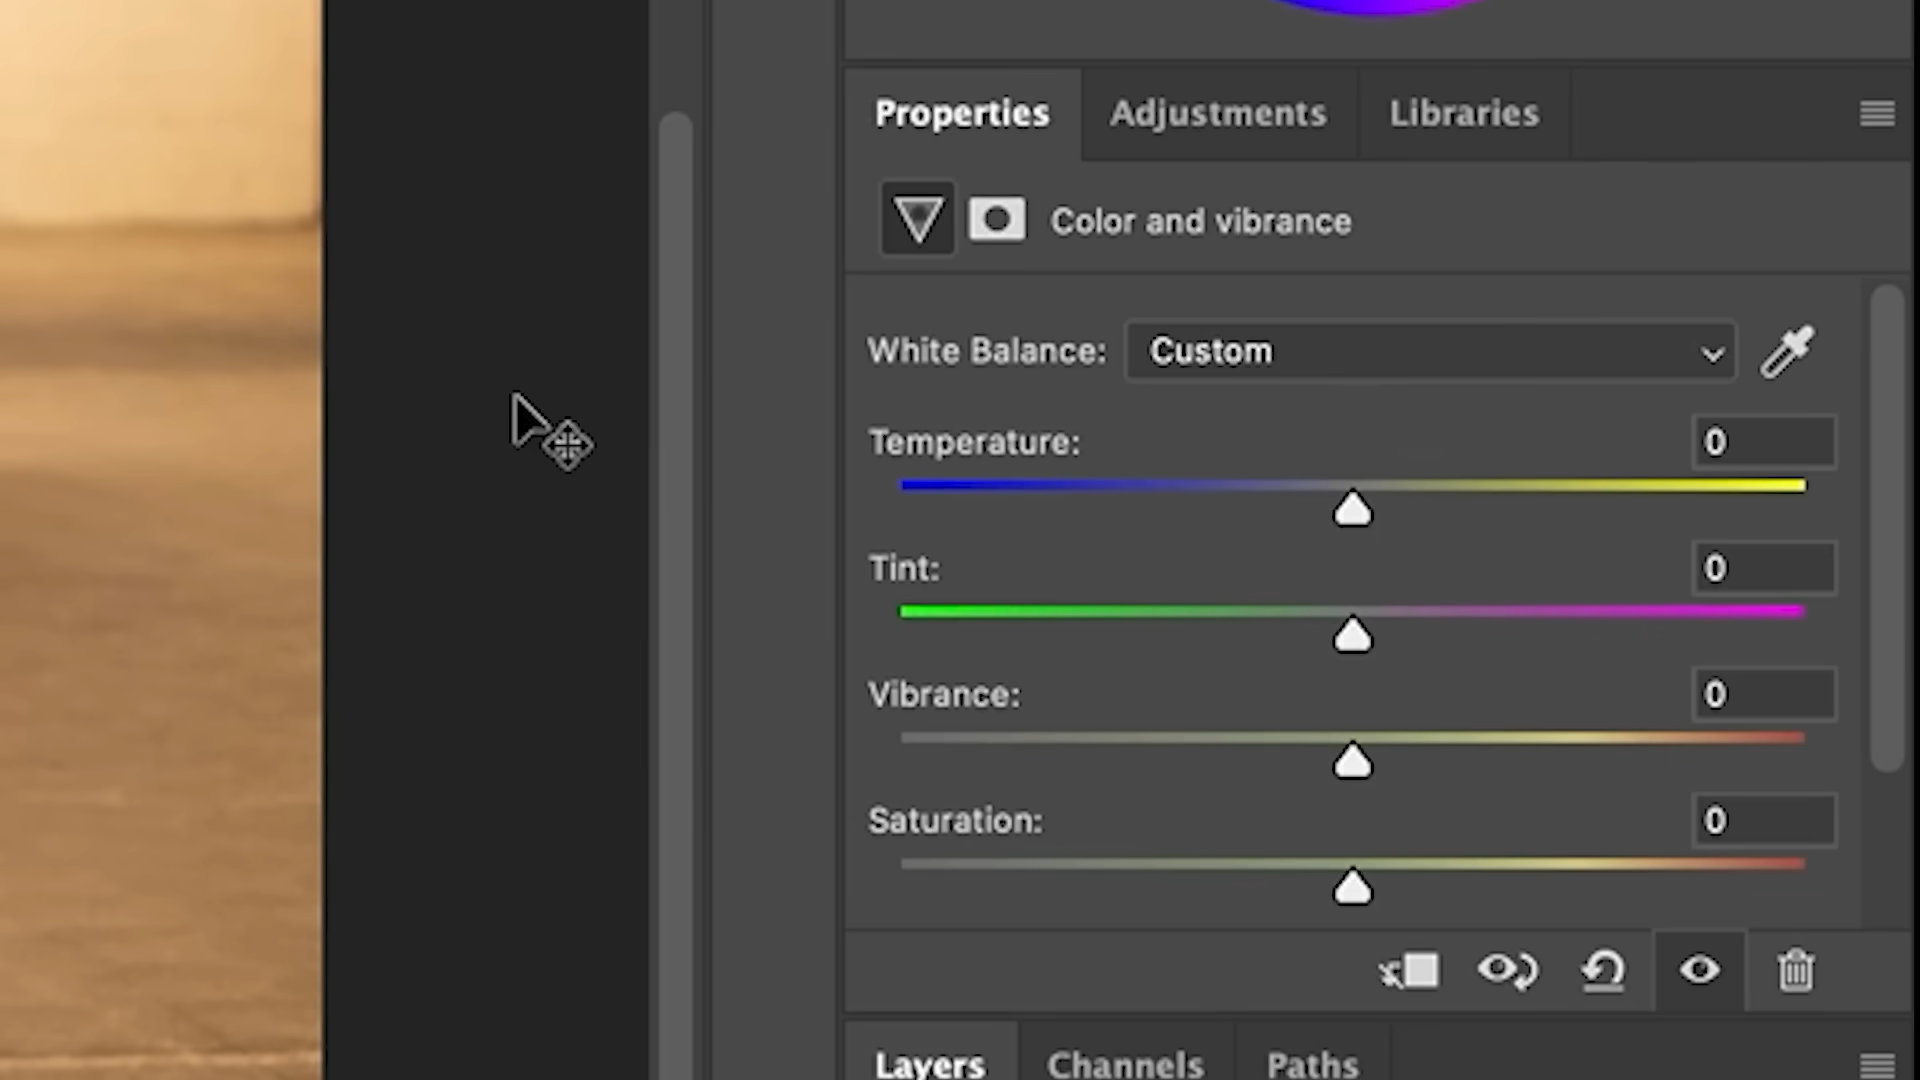 Properties Adjustments Libraries
Color and vibrance
White Balance: Custom
Temperature: 0
Tint: 0
Vibrance: 0
Saturation: 0
Layers Channels Paths